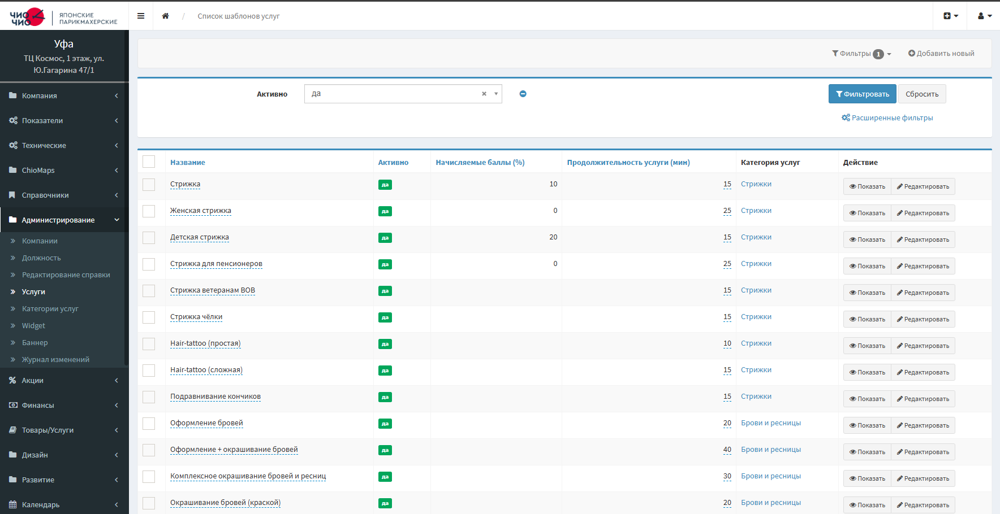 ЧИО ЧИО
ЯПОНСКИЕ ПАРИКМАХЕРСКИЕ
/ Список шаблонов услуг
Уфа
ТЦ Космос, 1 этаж, ул.
Ю.Гагарина 47/1
Компания
Показатели
Технические
ChioMaps
Справочники
Администрирование
Компании
Должность
Редактирование справки
Услуги
Категории услуг
Widget
Баннер
Журнал изменений
Акции
Финансы
Товары/Услуги
Дизайн
Развитие
Календарь
Фильтры 1 Добавить новый
Активно да × Фильтровать Сбросить
Расширенные фильтры
Название Активно Начисляемые баллы (%) Продолжительность услуги (мин) Категория услуг Действие
Стрижка да 10 15 Стрижки Показать Редактировать
Женская стрижка да 0 25 Стрижки Показать Редактировать
Детская стрижка да 20 15 Стрижки Показать Редактировать
Стрижка для пенсионеров да 0 25 Стрижки Показать Редактировать
Стрижка ветеранам ВОВ да 15 Стрижки Показать Редактировать
Стрижка чёлки да 15 Стрижки Показать Редактировать
Hair-tattoo (простая) да 10 Стрижки Показать Редактировать
Hair-tattoo (сложная) да 15 Стрижки Показать Редактировать
Подравнивание кончиков да 15 Стрижки Показать Редактировать
Оформление бровей да 20 Брови и ресницы Показать Редактировать
Оформление + окрашивание бровей да 40 Брови и ресницы Показать Редактировать
Комплексное окрашивание бровей и ресниц да 30 Брови и ресницы Показать Редактировать
Окрашивание бровей (краской) да 20 Брови и ресницы Показать Редактировать